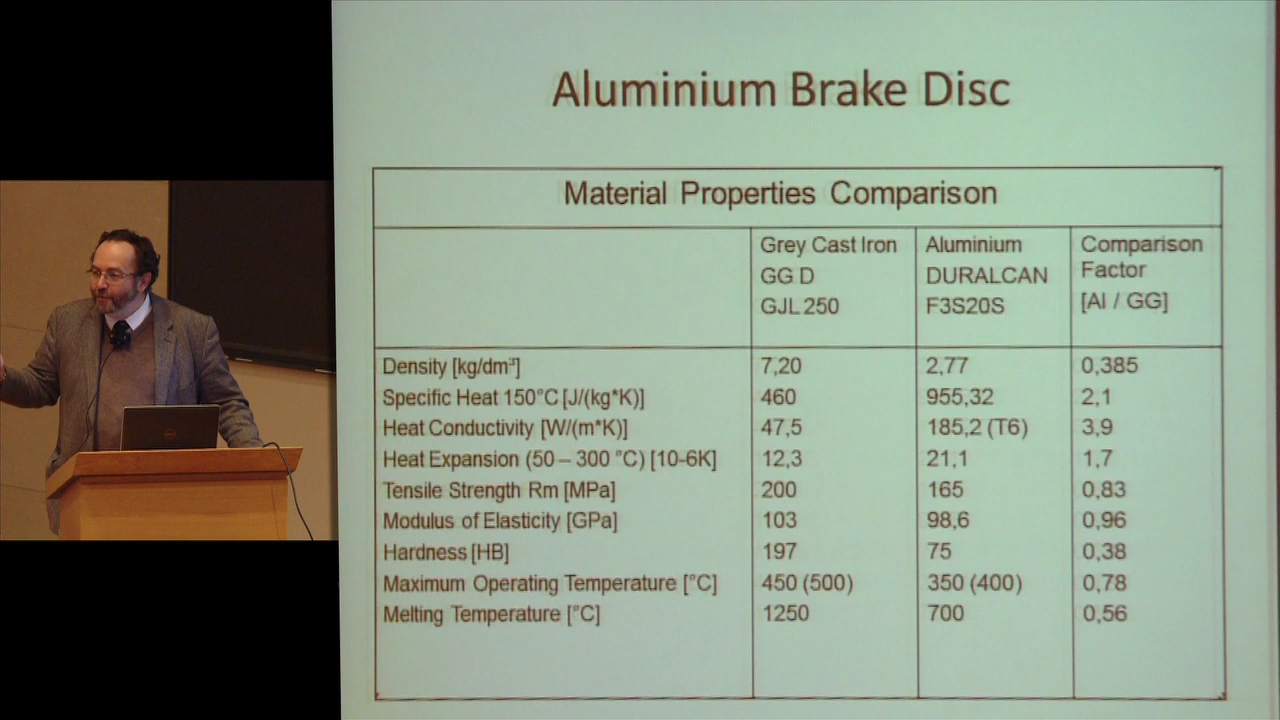 Aluminium Brake Disc
Material Properties Comparison
Grey Cast Iron Aluminium Comparison
GG D DURALCAN Factor
GJL 250 F3S20S [Al / GG]
Density [kg/dm³] 7,20 2,77 0,385
Specific Heat 150°C [J/(kg*K)] 460 955,32 2,1
Heat Conductivity [W/(m*K)] 47,5 185,2 (T6) 3,9
Heat Expansion (50 – 300 °C) [10-6K] 12,3 21,1 1,7
Tensile Strength Rm [MPa] 200 165 0,83
Modulus of Elasticity [GPa] 103 98,6 0,96
Hardness [HB] 197 75 0,38
Maximum Operating Temperature [°C] 450 (500) 350 (400) 0,78
Melting Temperature [°C] 1250 700 0,56